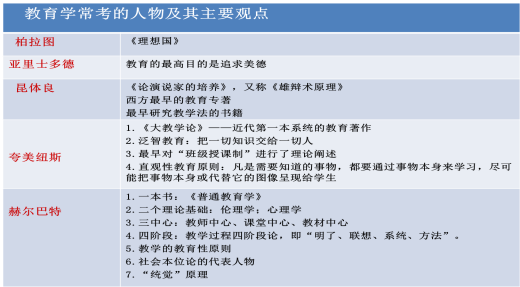 教育学常考的人物及其主要观点
柏拉图
《理想国》
亚里士多德
教育的最高目的是追求美德
昆体良
《论演说家的培养》,又称《雄辩术原理》
西方最早的教育专著
最早研究教学法的书籍
夸美纽斯
1.《大教学论》——近代第一本系统的教育著作
2.泛智教育:把一切知识交给一切人
3.最早对“班级授课制”进行了理论阐述
4.直观性教育原则:凡是需要知道的事物,都要通过事物本身来学习,尽可
能把事物本身或代替它的图像呈现给学生
赫尔巴特
1.一本书:《普通教育学》
2.二个理论基础:伦理学;心理学
3.三中心:教师中心、课堂中心、教材中心
4.四阶段:教学过程四阶段论,即“明了、联想、系统、方法”。
5.教学的教育性原则
6.社会本位论的代表人物
7.“统觉”原理